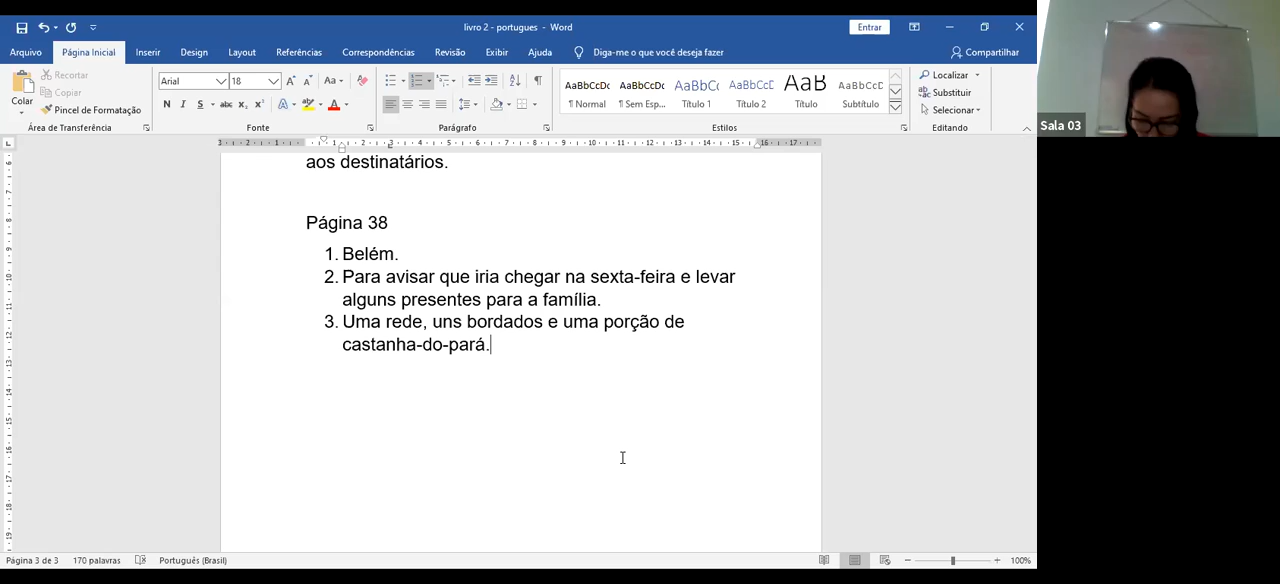 livro 2 - portugues - Word
Entrar
Arquivo Página Inicial Inserir Design Layout Referências Correspondências Revisão Exibir Ajuda Diga-me o que você deseja fazer Compartilhar
Colar
Recortar
Copiar
Pincel de Formatação
Área de Transferência
Arial 18
Fonte
Parágrafo
AaBbCcDc AaBbCcDc AaBbC AaBbCcD AaB AaBbCcD
¶ Normal ¶ Sem Esp... Título 1 Título 2 Título Subtítulo
Estilos
Localizar
Substituir
Selecionar
Editando
Sala 03
aos destinatários.
Página 38
1. Belém.
2. Para avisar que iria chegar na sexta-feira e levar
alguns presentes para a família.
3. Uma rede, uns bordados e uma porção de
castanha-do-pará.
Página 3 de 3 170 palavras Português (Brasil) 100%